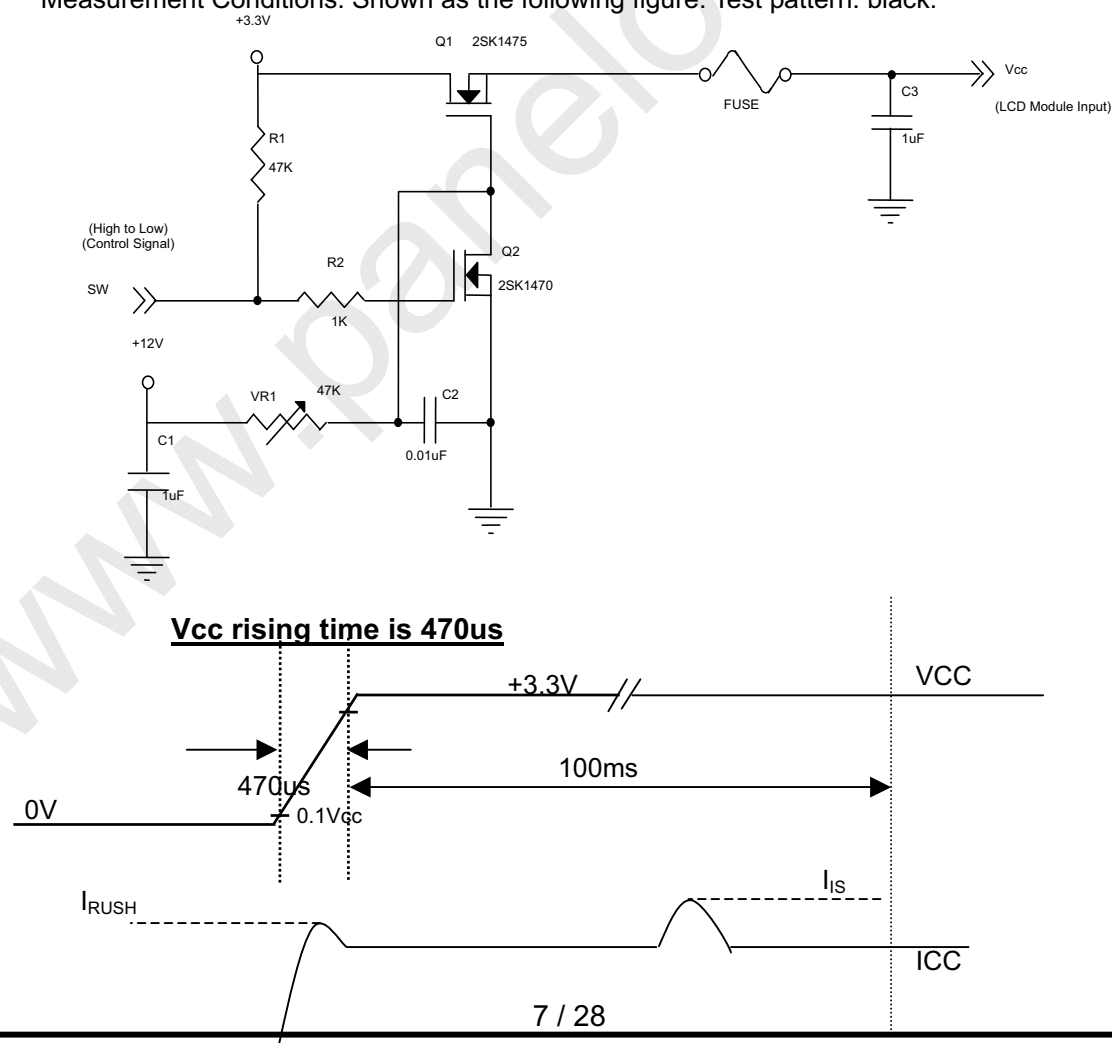 Measurement Conditions: Shown as the following figure. Test pattern: black.
+3.3V
Q1 2SK1475
Vcc
FUSE
C3
(LCD Module Input)
R1
1uF
47K
(High to Low)
(Control Signal)
Q2
R2
2SK1470
SW
1K
+12V
VR1
47K
C2
C1
0.01uF
1uF
Vcc rising time is 470us
+3.3V
VCC
100ms
470us
0V
0.1Vcc
IIS
IRUSH
ICC
7 / 28